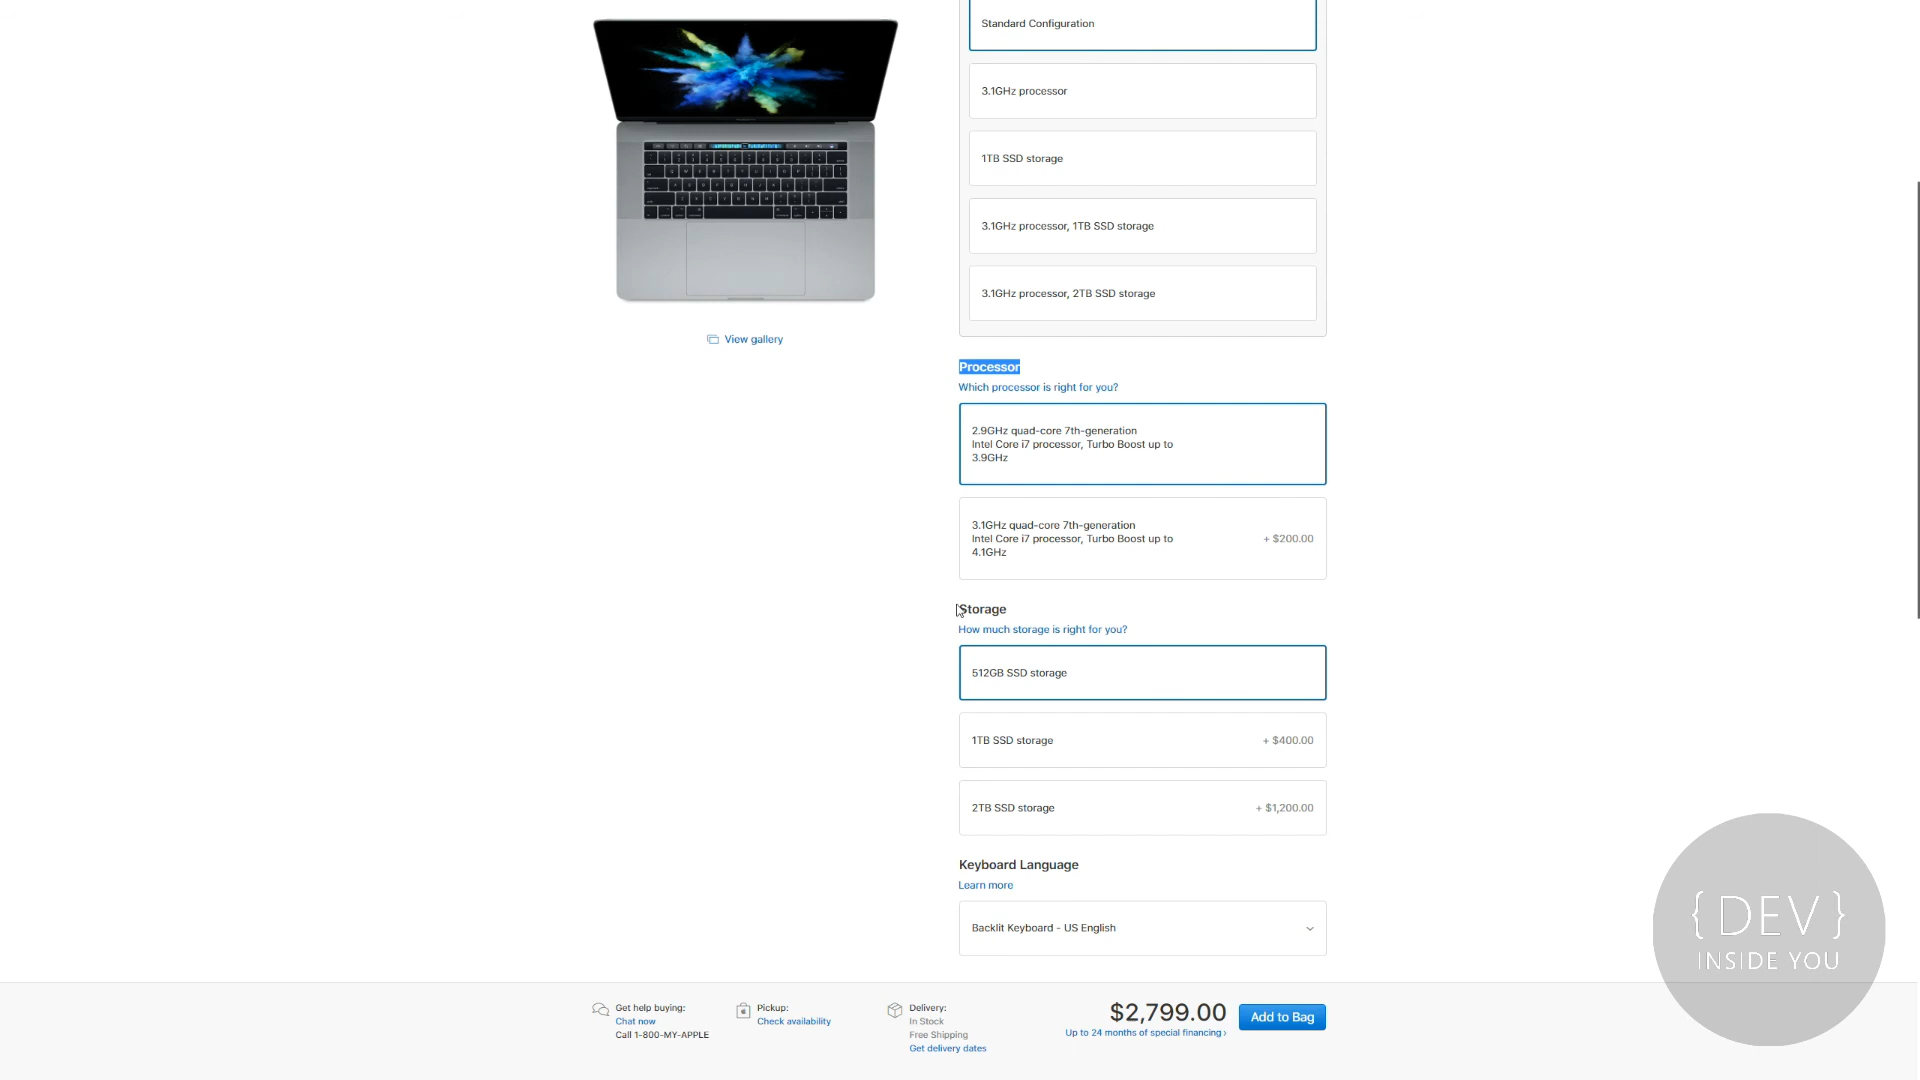 Standard Configuration
3.1GHz processor
1TB SSD storage
3.1GHz processor, 1TB SSD storage
3.1GHz processor, 2TB SSD storage
View gallery
Processor
Which processor is right for you?
2.9GHz quad-core 7th-generation
Intel Core i7 processor, Turbo Boost up to
3.9GHz
3.1GHz quad-core 7th-generation
Intel Core i7 processor, Turbo Boost up to
4.1GHz
+ $200.00
Storage
How much storage is right for you?
512GB SSD storage
1TB SSD storage
+ $400.00
2TB SSD storage
+ $1,200.00
Keyboard Language
Learn more
Backlit Keyboard - US English
Get help buying:
Chat now
Call 1-800-MY-APPLE
Pickup:
Check availability
Delivery:
In Stock
Free Shipping
Get delivery dates
$2,799.00
Up to 24 months of special financing ›
Add to Bag
{ DEV }
INSIDE YOU